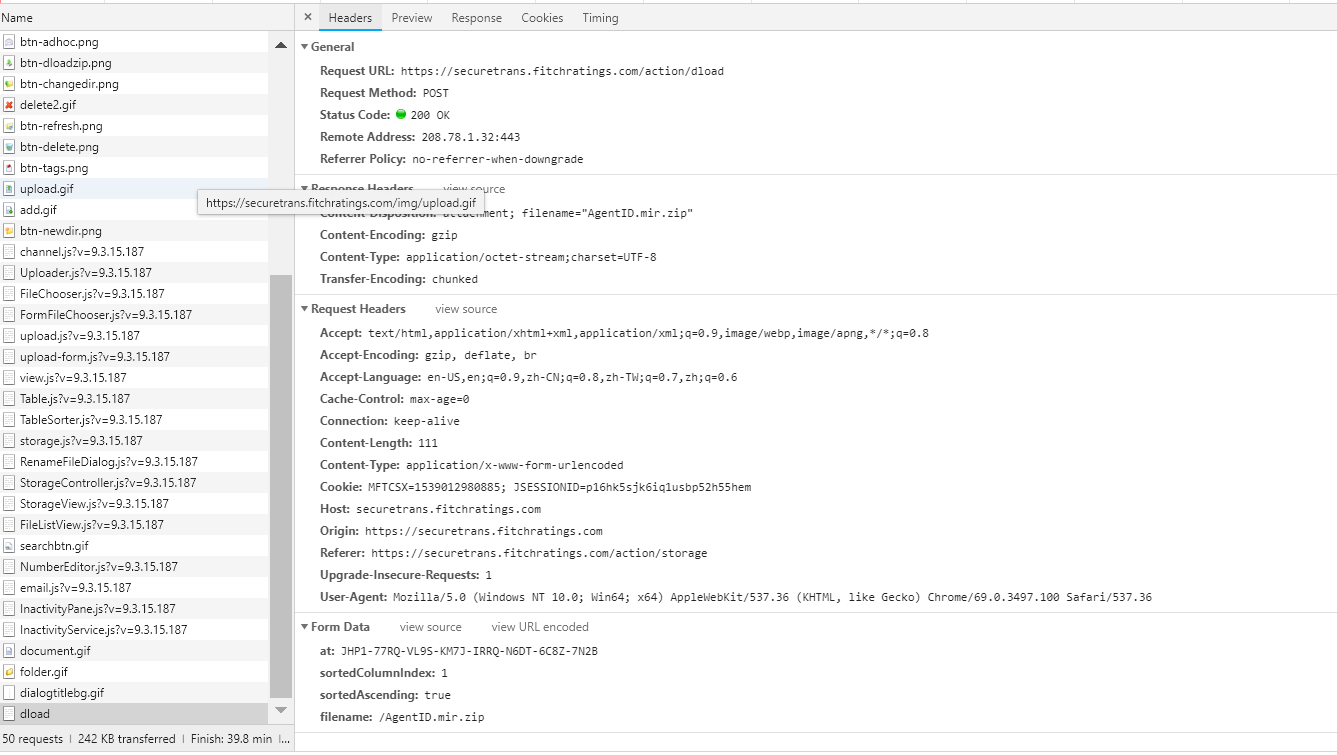 Name
btn-adhoc.png
btn-dloadzip.png
btn-changedir.png
delete2.gif
btn-refresh.png
btn-delete.png
btn-tags.png
upload.gif
add.gif
btn-newdir.png
channel.js?v=9.3.15.187
Uploader.js?v=9.3.15.187
FileChooser.js?v=9.3.15.187
FormFileChooser.js?v=9.3.15.187
upload.js?v=9.3.15.187
upload-form.js?v=9.3.15.187
view.js?v=9.3.15.187
Table.js?v=9.3.15.187
TableSorter.js?v=9.3.15.187
storage.js?v=9.3.15.187
RenameFileDialog.js?v=9.3.15.187
StorageController.js?v=9.3.15.187
StorageView.js?v=9.3.15.187
FileListView.js?v=9.3.15.187
searchbtn.gif
NumberEditor.js?v=9.3.15.187
email.js?v=9.3.15.187
InactivityPane.js?v=9.3.15.187
InactivityService.js?v=9.3.15.187
document.gif
folder.gif
dialogtitlebg.gif
dload
50 requests | 242 KB transferred | Finish: 39.8 min |...
× Headers Preview Response Cookies Timing
General
Request URL: https://securetrans.fitchratings.com/action/dload
Request Method: POST
Status Code: 200 OK
Remote Address: 208.78.1.32:443
Referrer Policy: no-referrer-when-downgrade
Response Headers view source
https://securetrans.fitchratings.com/img/upload.gif
Content-Disposition: attachment; filename="AgentID.mir.zip"
Content-Encoding: gzip
Content-Type: application/octet-stream;charset=UTF-8
Transfer-Encoding: chunked
Request Headers view source
Accept: text/html,application/xhtml+xml,application/xml;q=0.9,image/webp,image/apng,*/*;q=0.8
Accept-Encoding: gzip, deflate, br
Accept-Language: en-US,en;q=0.9,zh-CN;q=0.8,zh-TW;q=0.7,zh;q=0.6
Cache-Control: max-age=0
Connection: keep-alive
Content-Length: 111
Content-Type: application/x-www-form-urlencoded
Cookie: MFTCSX=1539012980885; JSESSIONID=p16hk5sjk6iqlusbp52h55hem
Host: securetrans.fitchratings.com
Origin: https://securetrans.fitchratings.com
Referer: https://securetrans.fitchratings.com/action/storage
Upgrade-Insecure-Requests: 1
User-Agent: Mozilla/5.0 (Windows NT 10.0; Win64; x64) AppleWebKit/537.36 (KHTML, like Gecko) Chrome/69.0.3497.100 Safari/537.36
Form Data view source view URL encoded
at: JHP1-77RQ-VL9S-KM7J-IRRQ-N6DT-6C8Z-7N2B
sortedColumnIndex: 1
sortedAscending: true
filename: /AgentID.mir.zip